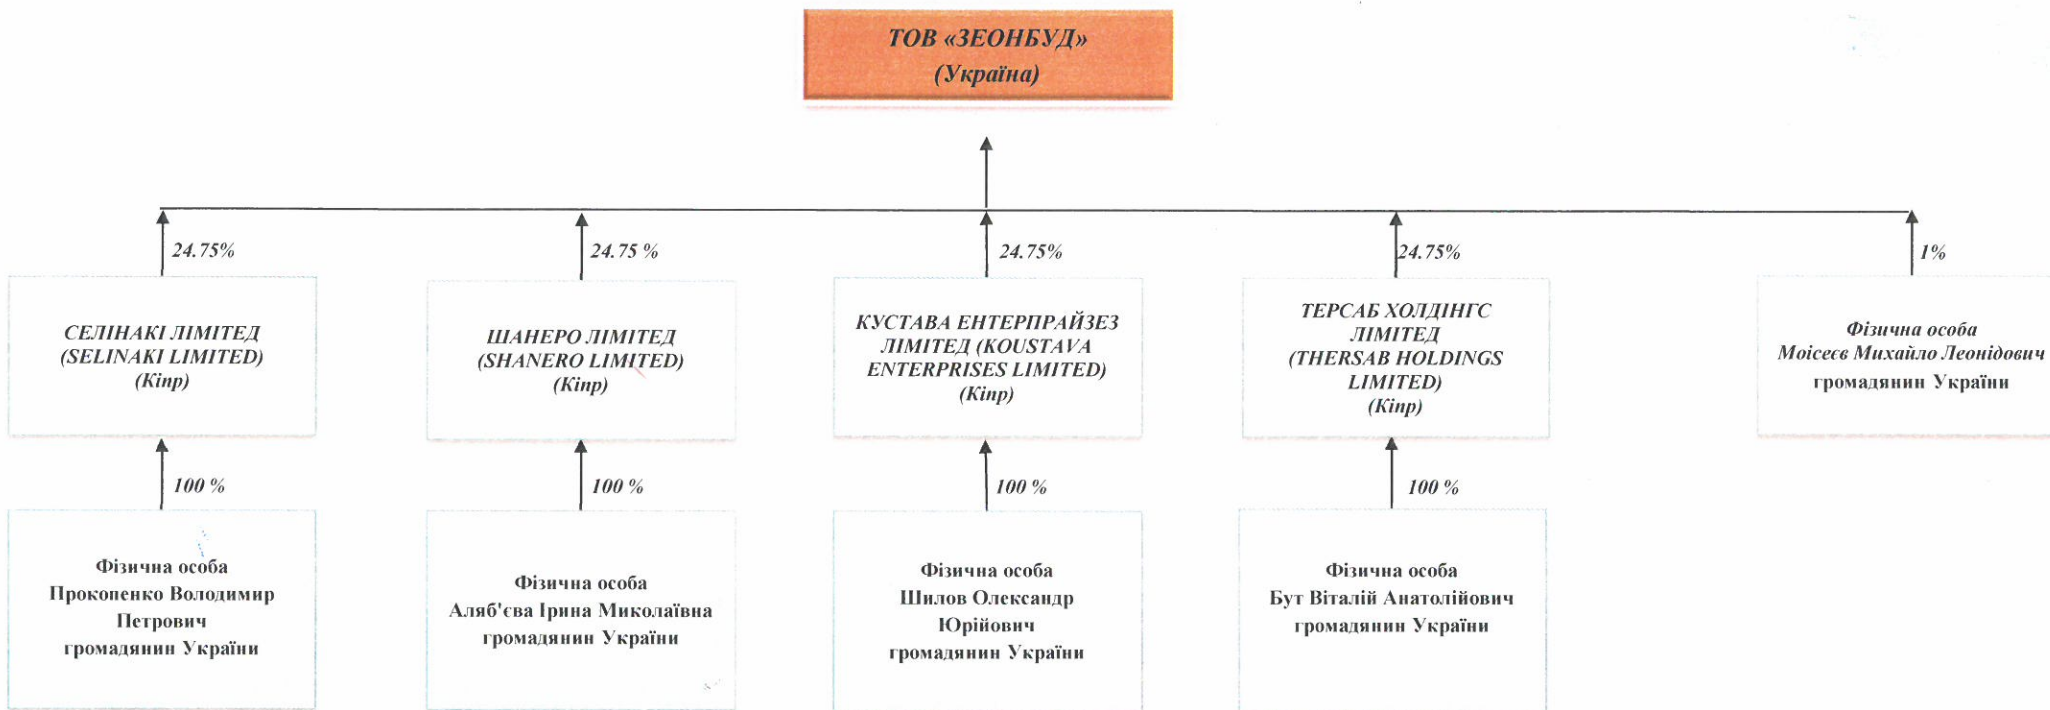 ТОВ «ЗЕОНБУД»
(Україна)
24.75%
24.75 %
24.75%
24.75%
1%
СЕЛІНАКІ ЛІМІТЕД
(SELINAKI LIMITED)
(Кіпр)
ШАНЕРО ЛІМІТЕД
(SHANERO LIMITED)
(Кіпр)
КУСТАВА ЕНТЕРПРАЙЗЕЗ
ЛІМІТЕД (KOUSTAVA
ENTERPRISES LIMITED)
(Кіпр)
ТЕРСАБ ХОЛДІНГС
ЛІМІТЕД
(THERSAB HOLDINGS
LIMITED)
(Кіпр)
Фізична особа
Моісеєв Михайло Леонідович
громадянин України
100 %
100 %
100 %
100 %
Фізична особа
Прокопенко Володимир
Петрович
громадянин України
Фізична особа
Аляб'єва Ірина Миколаївна
громадянин України
Фізична особа
Шилов Олександр
Юрійович
громадянин України
Фізична особа
Бут Віталій Анатолійович
громадянин України